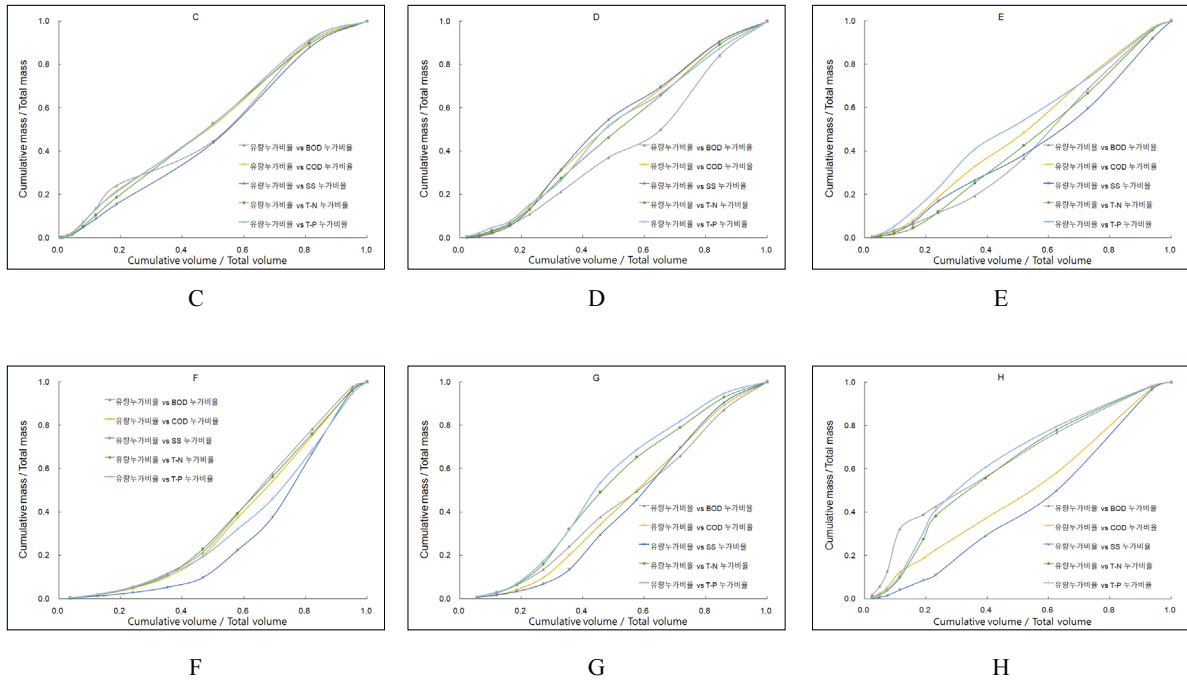 C
Cumulative mass / Total mass
1.0
0.8
0.6
0.4
0.2
0.0
유량누가비율 vs BOD 누가비율
유량누가비율 vs COD 누가비율
유량누가비율 vs SS 누가비율
유량누가비율 vs T-N 누가비율
유량누가비율 vs T-P 누가비율
0.0 0.2 0.4 0.6 0.8 1.0
Cumulative volume / Total volume
C
D
Cumulative mass / Total mass
1.0
0.8
0.6
0.4
0.2
0.0
유량누가비율 vs BOD 누가비율
유량누가비율 vs COD 누가비율
유량누가비율 vs SS 누가비율
유량누가비율 vs T-N 누가비율
유량누가비율 vs T-P 누가비율
0.0 0.2 0.4 0.6 0.8 1.0
Cumulative volume / Total volume
D
E
Cumulative mass / Total mass
1.0
0.8
0.6
0.4
0.2
0.0
유량누가비율 vs BOD 누가비율
유량누가비율 vs COD 누가비율
유량누가비율 vs SS 누가비율
유량누가비율 vs T-N 누가비율
유량누가비율 vs T-P 누가비율
0.0 0.2 0.4 0.6 0.8 1.0
Cumulative volume / Total volume
E
F
Cumulative mass / Total mass
1.0
0.8
0.6
0.4
0.2
0.0
유량누가비율 vs BOD 누가비율
유량누가비율 vs COD 누가비율
유량누가비율 vs SS 누가비율
유량누가비율 vs T-N 누가비율
유량누가비율 vs T-P 누가비율
0.0 0.2 0.4 0.6 0.8 1.0
Cumulative volume / Total volume
F
G
Cumulative mass / Total mass
1.0
0.8
0.6
0.4
0.2
0.0
유량누가비율 vs BOD 누가비율
유량누가비율 vs COD 누가비율
유량누가비율 vs SS 누가비율
유량누가비율 vs T-N 누가비율
유량누가비율 vs T-P 누가비율
0.0 0.2 0.4 0.6 0.8 1.0
Cumulative volume / Total volume
G
H
Cumulative mass / Total mass
1.0
0.8
0.6
0.4
0.2
0.0
유량누가비율 vs BOD 누가비율
유량누가비율 vs COD 누가비율
유량누가비율 vs SS 누가비율
유량누가비율 vs T-N 누가비율
유량누가비율 vs T-P 누가비율
0.0 0.2 0.4 0.6 0.8 1.0
Cumulative volume / Total volume
H